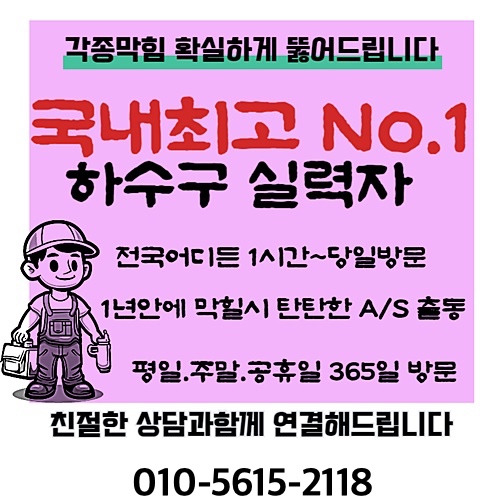 각종막힘 확실하게 뚫어드립니다
국내최고 No.1
하수구 실력자
전국어디든 1시간~당일방문
1년안에 막힐시 탄탄한 A/S 출동
평일.주말.공휴일 365일 방문
친절한 상담과함께 연결해드립니다
010-5615-2118